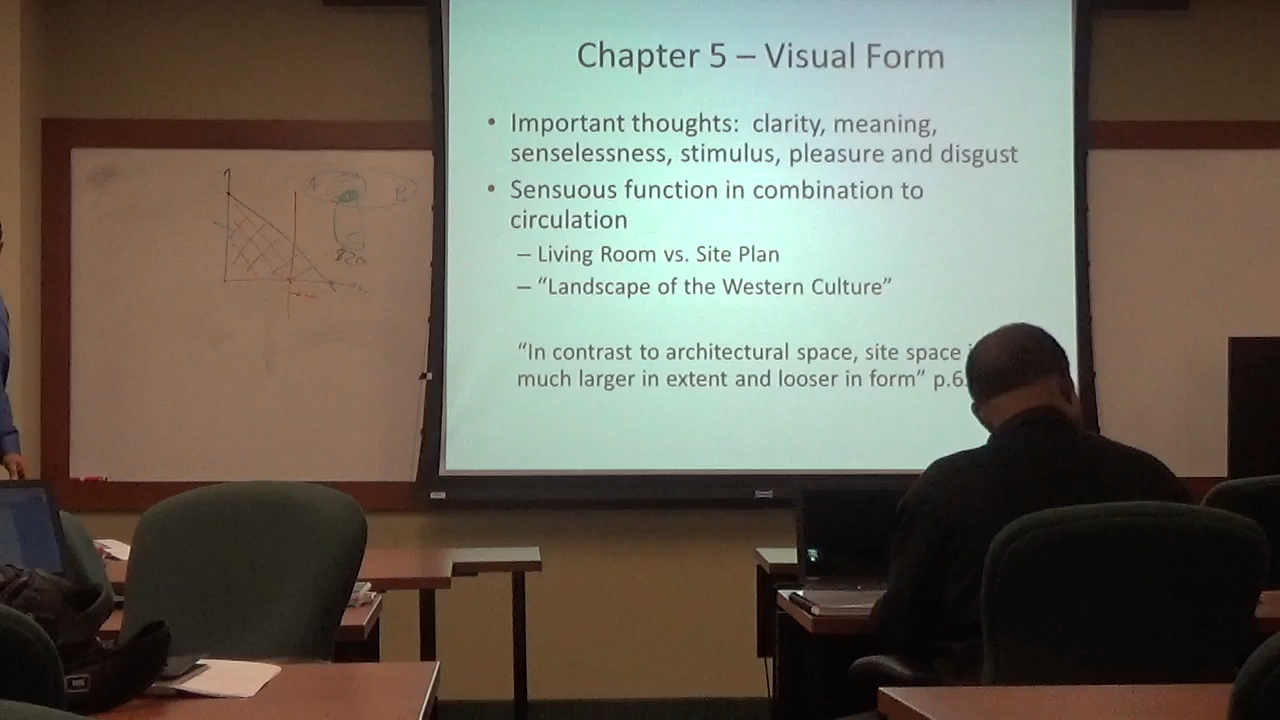 Chapter 5 – Visual Form
• Important thoughts: clarity, meaning,
senselessness, stimulus, pleasure and disgust
• Sensuous function in combination to
circulation
– Living Room vs. Site Plan
– “Landscape of the Western Culture”
“In contrast to architectural space, site space
much larger in extent and looser in form” p.6